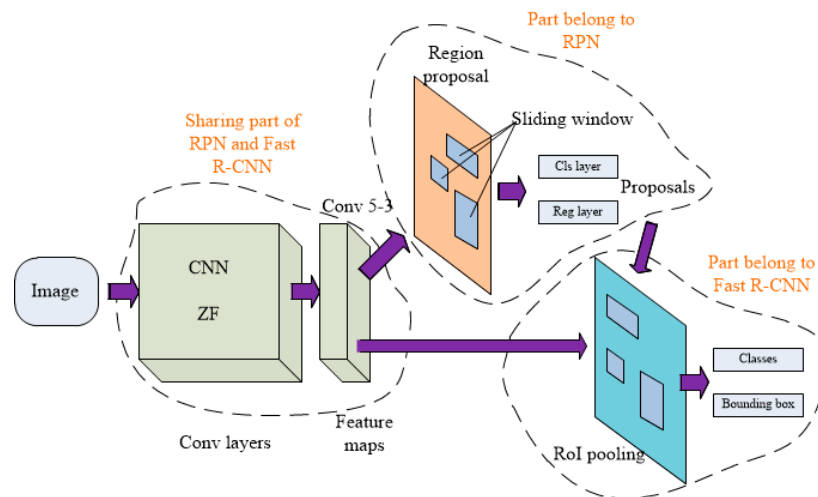 Part belong to
RPN
Region
proposal
Sharing part of
RPN and Fast
R-CNN
Sliding window
Cls layer
Proposals
Reg layer
Conv 5-3
CNN
ZF
Image
Part belong to
Fast R-CNN
Classes
Bounding box
Conv layers
Feature
maps
RoI pooling